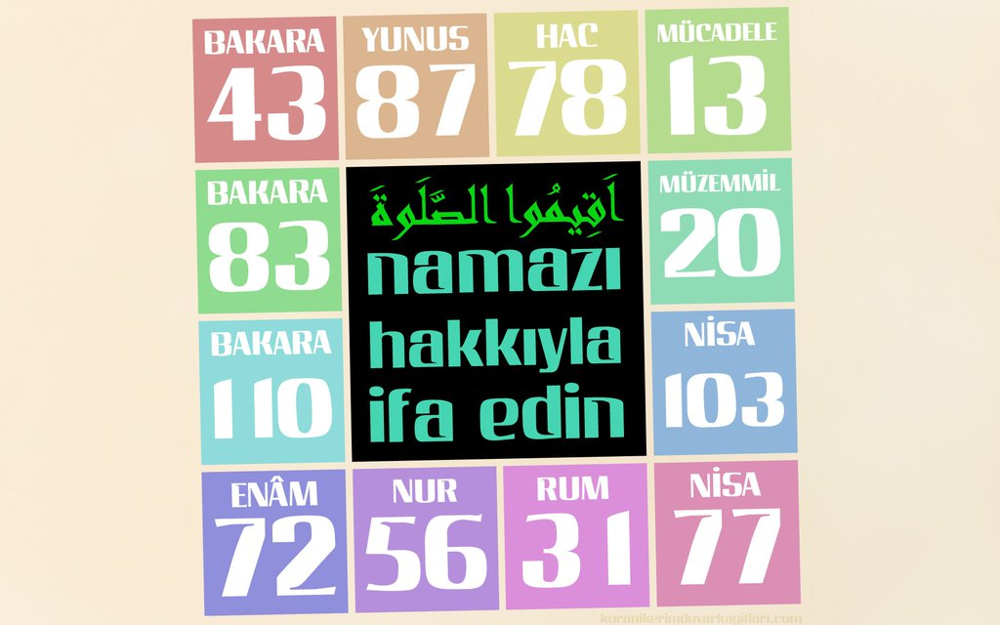 BAKARA
43
YUNUS
87
HAC
78
MÜCADELE
13
BAKARA
83
اَقِيمُوا الصَّلَوةَ
namazı
hakkıyla
ifa edin
MÜZEMMİL
20
BAKARA
110
NİSA
103
ENÂM
72
NUR
56
RUM
31
NİSA
77
kuranikerimduvarkagitlari.com